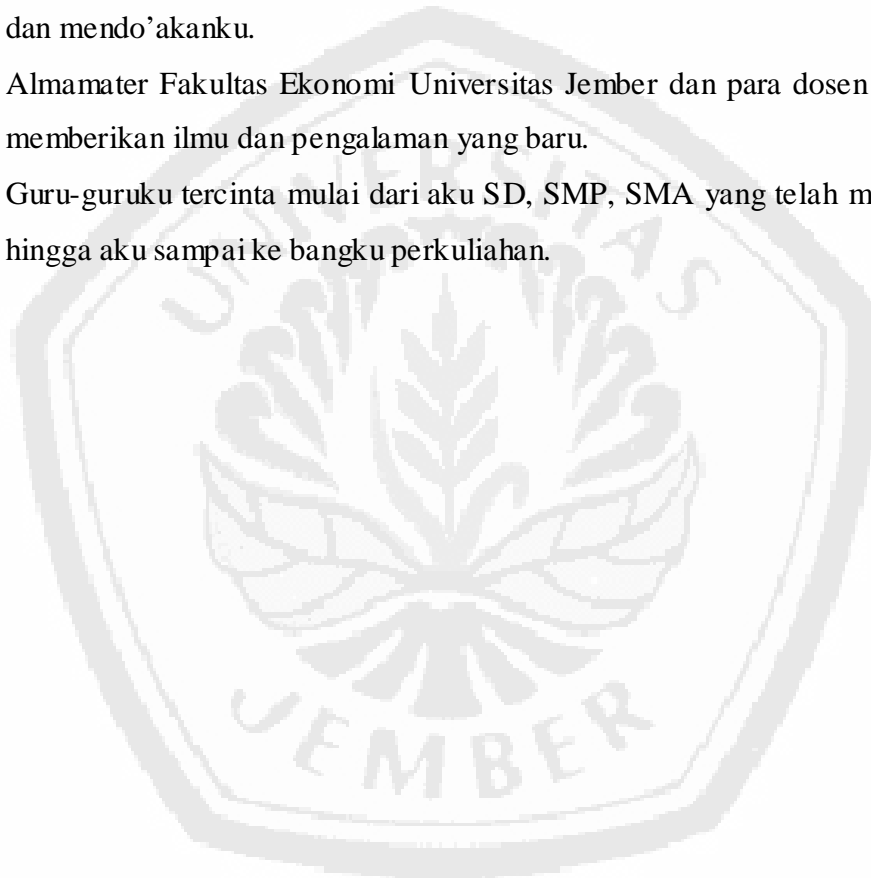 dan mendo’akanku.
Almamater Fakultas Ekonomi Universitas Jember dan para dosen
memberikan ilmu dan pengalaman yang baru.
Guru-guruku tercinta mulai dari aku SD, SMP, SMA yang telah m
hingga aku sampai ke bangku perkuliahan.
UNIVERSITAS
JEMBER